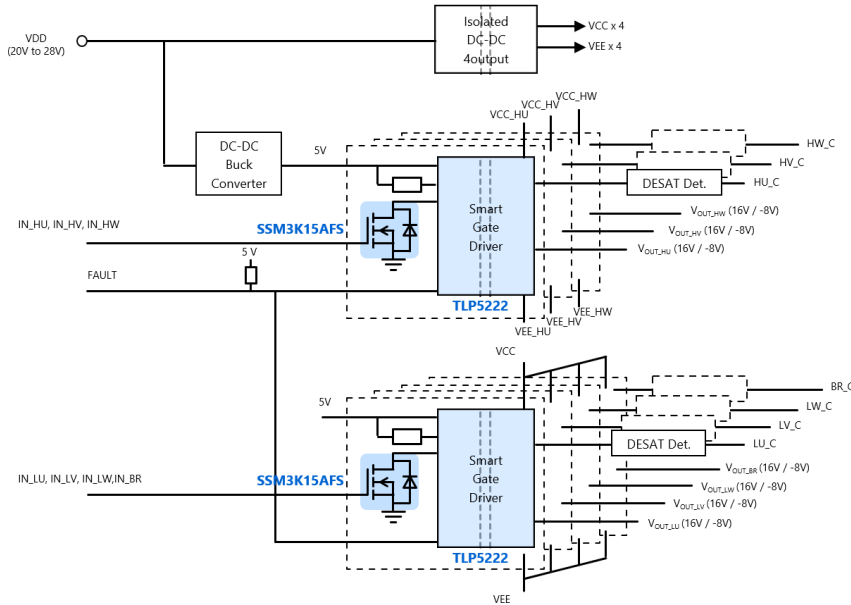 VDD
(20V to 28V)
Isolated
DC-DC
4output
VCC x 4
VEE x 4
VCC_HW
VCC_HV
VCC_HU
DC-DC
Buck
Converter
5V
HW_C
HV_C
DESAT Det.
HU_C
IN_HU, IN_HV, IN_HW
SSM3K15AFS
Smart
Gate
Driver
VOUT_HW (16V / -8V)
VOUT_HV (16V / -8V)
VOUT_HU (16V / -8V)
5 V
FAULT
TLP5222
VEE_HW
VEE_HV
VEE_HU
VCC
BR_C
5V
LW_C
LV_C
DESAT Det.
LU_C
IN_LU, IN_LV, IN_LW,IN_BR
SSM3K15AFS
Smart
Gate
Driver
VOUT_BR (16V / -8V)
VOUT_LW (16V / -8V)
VOUT_LV (16V / -8V)
VOUT_LU (16V / -8V)
TLP5222
VEE